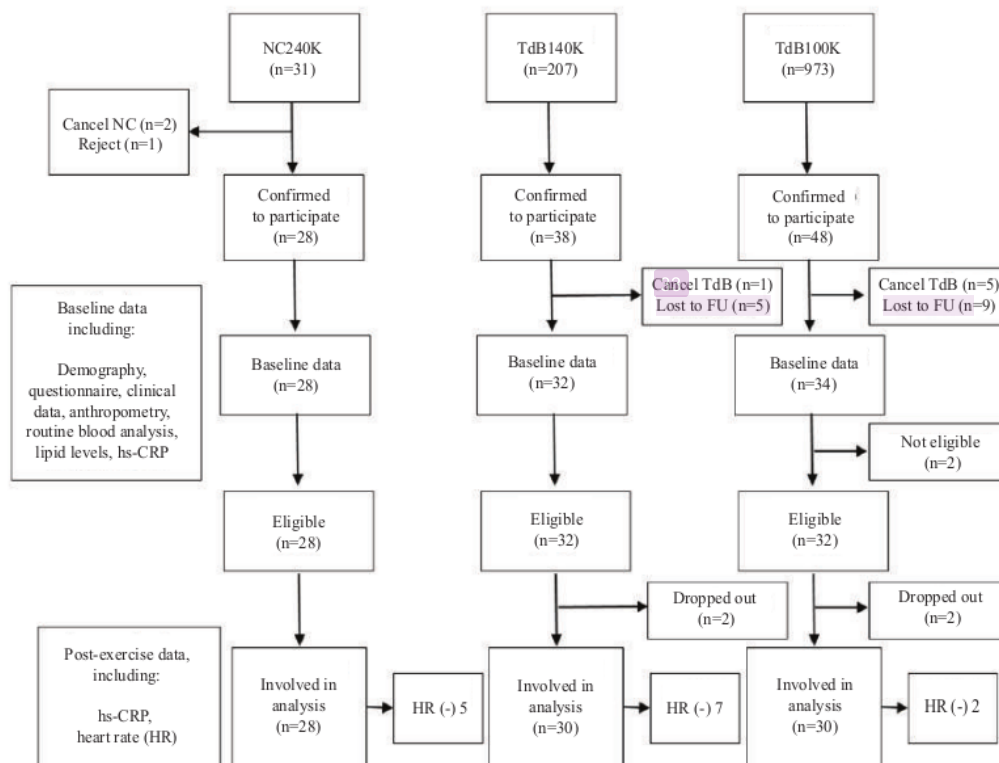 NC240K
(n=31)
TdB140K
(n=207)
TdB100K
(n=973)
Cancel NC (n=2)
Reject (n=1)
Confirmed
to participate
(n=28)
Confirmed
to participate
(n=38)
Confirmed
to participate
(n=48)
Cancel TdB (n=1)
Lost to FU (n=5)
Cancel TdB (n=5)
Lost to FU (n=9)
Baseline data
including:
Demography,
questionnaire, clinical
data, anthropometry,
routine blood analysis,
lipid levels, hs-CRP
Baseline data
(n=28)
Baseline data
(n=32)
Baseline data
(n=34)
Not eligible
(n=2)
Eligible
(n=28)
Eligible
(n=32)
Eligible
(n=32)
Dropped out
(n=2)
Dropped out
(n=2)
Post-exercise data,
including:
hs-CRP,
heart rate (HR)
Involved in
analysis
(n=28)
HR (-) 5
Involved in
analysis
(n=30)
HR (-) 7
Involved in
analysis
(n=30)
HR (-) 2